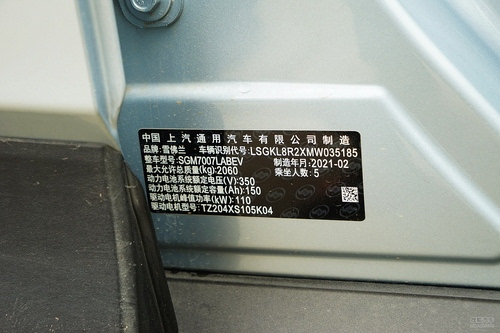 中国上汽通用汽车有限公司制造
品牌: 雪佛兰 车辆识别代号: LSGKL8R2XMW035185
整车型号: SGM7007LABEV 制造年月: 2021-02
最大允许总质量(kg): 2060 乘坐人数: 5
动力电池系统额定电压(V): 350
动力电池系统额定容量(Ah): 150
驱动电机峰值功率(kW): 110
驱动电机型号: TZ204XS105K04